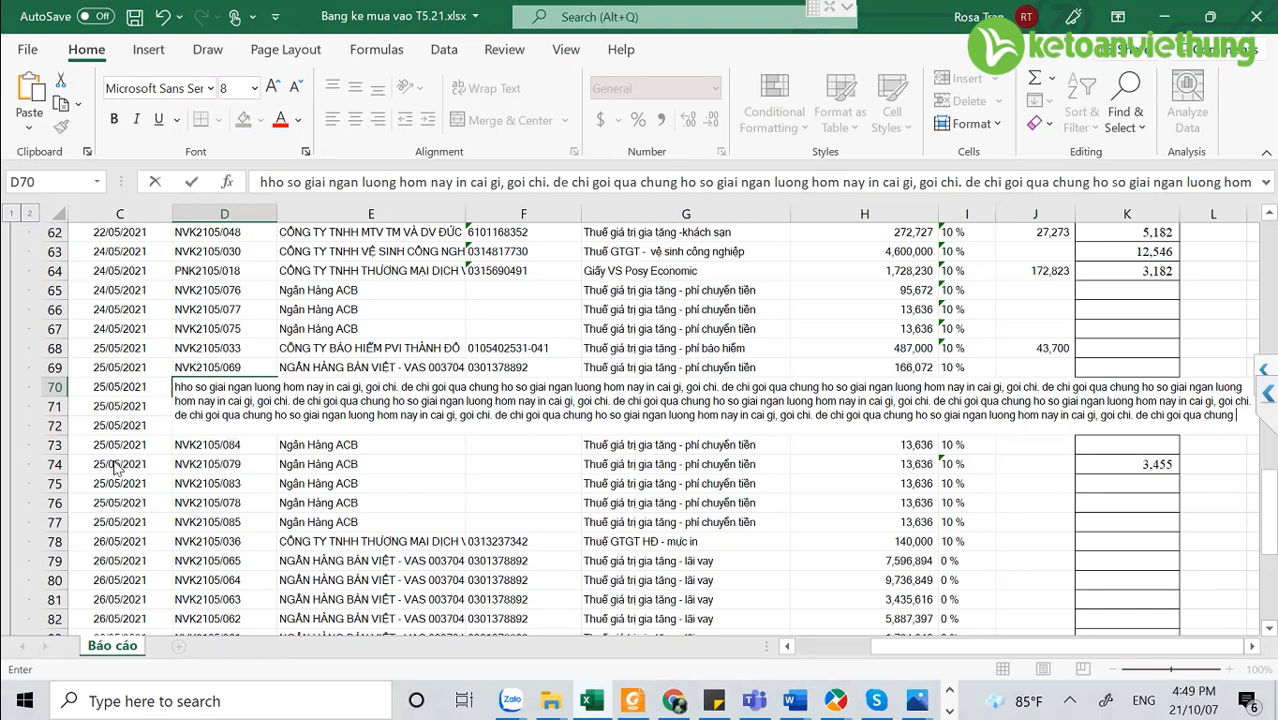 AutoSave Off Bang ke mua vao T5.21.xlsx Search (Alt+Q) Rosa Tran RT
File Home Insert Draw Page Layout Formulas Data Review View Help
ketoanviethung
Paste Microsoft Sans Ser 8 Wrap Text General Conditional Format as Cell Insert Sort & Find & Analyze
B I U A Merge & Center $ % Formatting Table Styles Delete Filter Select Data
Format
Clipboard Font Alignment Number Styles Cells Editing Analysis
D70 fx hho so giai ngan luong hom nay in cai gi, goi chi. de chi goi qua chung ho so giai ngan luong hom nay in cai gi, goi chi. de chi goi qua chung ho so giai ngan luong hom
1 2 C D E F G H I J K L
62 22/05/2021 NVK2105/048 CÔNG TY TNHH MTV TM VÀ DV ĐỨC 6101168352 Thuế GTGT -khách sạn 272,727 10 % 27,273 5,182
63 24/05/2021 NVK2105/030 CÔNG TY TNHH VỆ SINH CÔNG NGH 0314817730 Thuế GTGT - vệ sinh công nghiệp 4,600,000 10 % 12,546
64 24/05/2021 PNK2105/018 CÔNG TY TNHH THƯƠNG MẠI DỊCH 0315690491 Giấy VS Posy Economic 1,728,230 10 % 172,823 3,182
65 24/05/2021 NVK2105/076 Ngân Hàng ACB Thuế giá trị gia tăng - phí chuyển tiền 95,672 10 %
66 24/05/2021 NVK2105/077 Ngân Hàng ACB Thuế giá trị gia tăng - phí chuyển tiền 13,636 10 %
67 24/05/2021 NVK2105/075 Ngân Hàng ACB Thuế giá trị gia tăng - phí chuyển tiền 13,636 10 %
68 25/05/2021 NVK2105/033 CÔNG TY BẢO HIỂM PVI THÀNH ĐÔ 0105402531-041 Thuế giá trị gia tăng - phí bảo hiểm 487,000 10 % 43,700
69 25/05/2021 NVK2105/069 NGÂN HÀNG BẢN VIỆT - VAS 003704 0301378892 Thuế giá trị gia tăng - phí chuyển tiền 166,072 10 %
70 25/05/2021 hho so giai ngan luong hom nay in cai gi, goi chi. de chi goi qua chung ho so giai ngan luong hom nay in cai gi, goi chi. de chi goi qua chung ho so giai ngan luong hom nay in cai gi, goi chi. de chi goi qua chung ho so giai ngan luong
71 25/05/2021 hom nay in cai gi, goi chi. de chi goi qua chung ho so giai ngan luong hom nay in cai gi, goi chi. de chi goi qua chung ho so giai ngan luong hom nay in cai gi, goi chi. de chi goi qua chung ho so giai ngan luong hom nay in cai gi, goi chi.
72 25/05/2021 de chi goi qua chung ho so giai ngan luong hom nay in cai gi, goi chi. de chi goi qua chung ho so giai ngan luong hom nay in cai gi, goi chi. de chi goi qua chung ho so giai ngan luong hom nay in cai gi, goi chi. de chi goi qua chung
73 25/05/2021 NVK2105/084 Ngân Hàng ACB Thuế giá trị gia tăng - phí chuyển tiền 13,636 10 %
74 25/05/2021 NVK2105/079 Ngân Hàng ACB Thuế giá trị gia tăng - phí chuyển tiền 13,636 10 % 3,455
75 25/05/2021 NVK2105/083 Ngân Hàng ACB Thuế giá trị gia tăng - phí chuyển tiền 13,636 10 %
76 25/05/2021 NVK2105/078 Ngân Hàng ACB Thuế giá trị gia tăng - phí chuyển tiền 13,636 10 %
77 25/05/2021 NVK2105/085 Ngân Hàng ACB Thuế giá trị gia tăng - phí chuyển tiền 13,636 10 %
78 26/05/2021 NVK2105/036 CÔNG TY TNHH THƯƠNG MẠI DỊCH 0313237342 Thuế GTGT HĐ - mực in 140,000 10 %
79 26/05/2021 NVK2105/065 NGÂN HÀNG BẢN VIỆT - VAS 003704 0301378892 Thuế giá trị gia tăng - lãi vay 7,596,894 0 %
80 26/05/2021 NVK2105/064 NGÂN HÀNG BẢN VIỆT - VAS 003704 0301378892 Thuế giá trị gia tăng - lãi vay 9,736,849 0 %
81 26/05/2021 NVK2105/063 NGÂN HÀNG BẢN VIỆT - VAS 003704 0301378892 Thuế giá trị gia tăng - lãi vay 3,435,616 0 %
82 26/05/2021 NVK2105/062 NGÂN HÀNG BẢN VIỆT - VAS 003704 0301378892 Thuế giá trị gia tăng - lãi vay 5,887,397 0 %
Báo cáo
Enter 100%
Type here to search 85°F ENG 4:49 PM
21/10/07 6